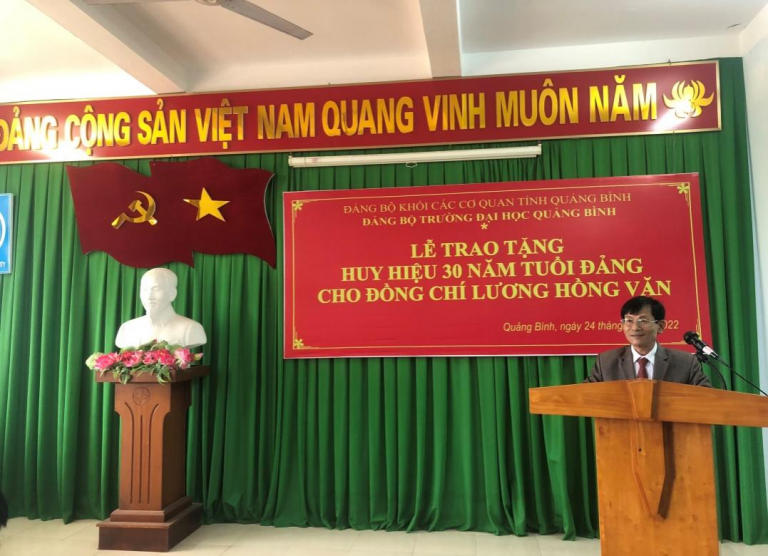 ĐẢNG CỘNG SẢN VIỆT NAM QUANG VINH MUÔN NĂM
ĐẢNG BỘ KHỐI CÁC CƠ QUAN TỈNH QUẢNG BÌNH
ĐẢNG BỘ TRƯỜNG ĐẠI HỌC QUẢNG BÌNH
*
LỄ TRAO TẶNG
HUY HIỆU 30 NĂM TUỔI ĐẢNG
CHO ĐỒNG CHÍ LƯƠNG HỒNG VĂN
Quảng Bình, ngày 24 tháng 2022